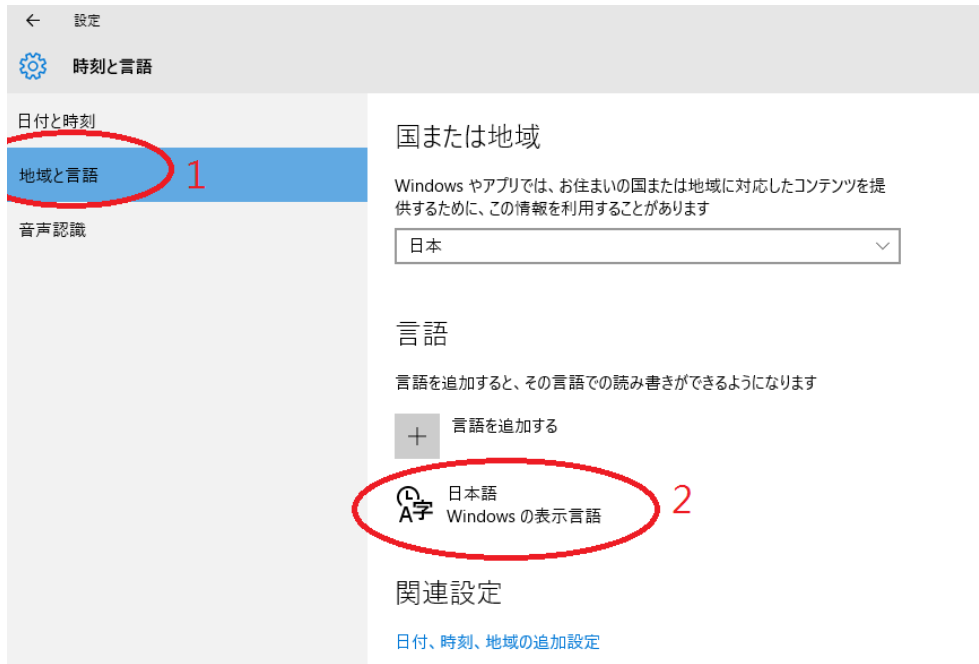 設定
時刻と言語
日付と時刻
地域と言語
1
音声認識
国または地域
Windows やアプリでは、お住まいの国または地域に対応したコンテンツを提
供するために、この情報を利用することがあります
日本
言語
言語を追加すると、その言語での読み書きができるようになります
言語を追加する
日本語
Windows の表示言語
2
関連設定
日付、時刻、地域の追加設定